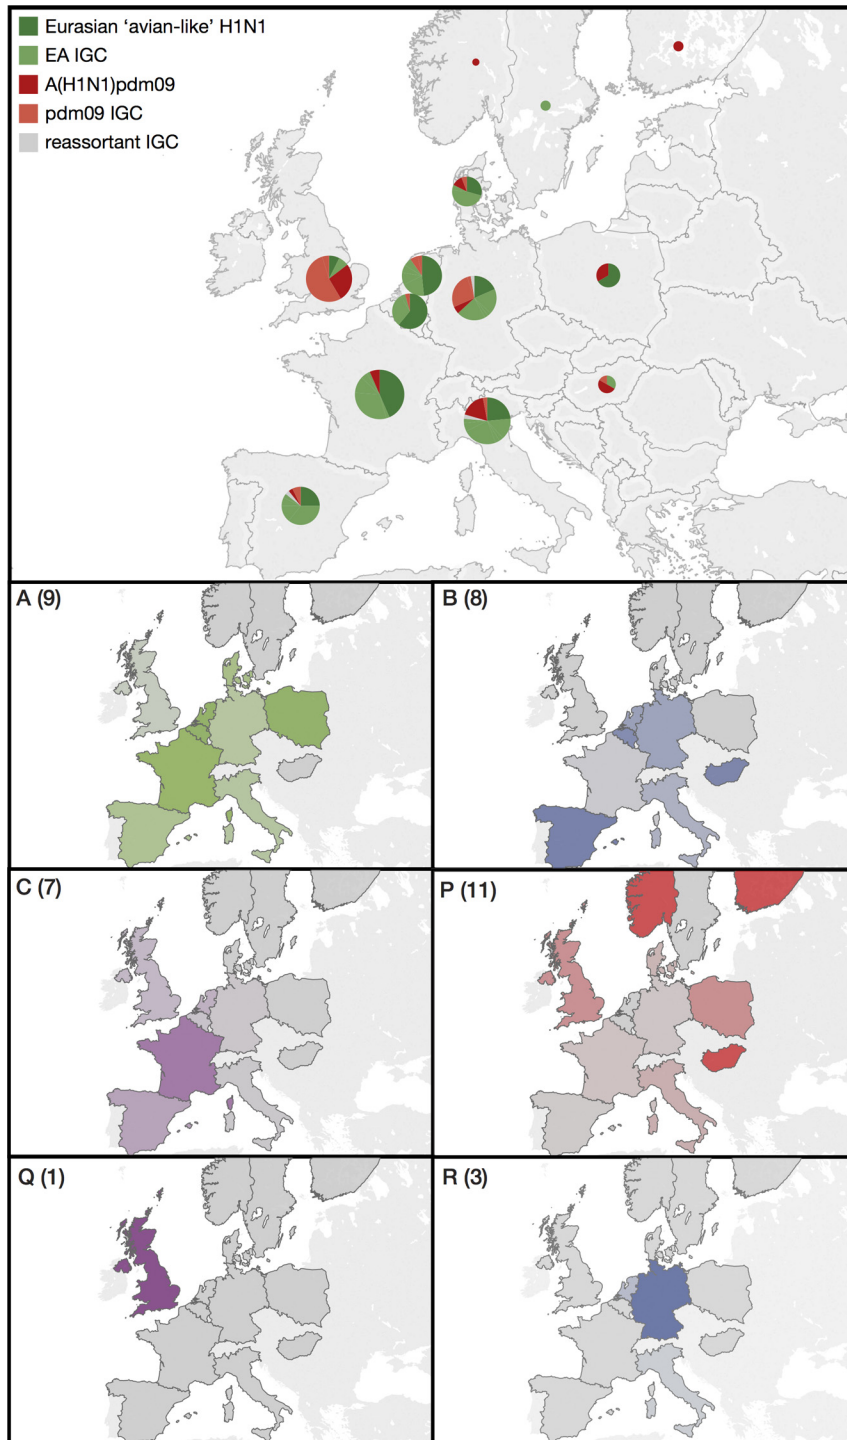 Eurasian ‘avian-like’ H1N1
EA IGC
A(H1N1)pdm09
pdm09 IGC
reassortant IGC
A (9)
B (8)
C (7)
P (11)
Q (1)
R (3)